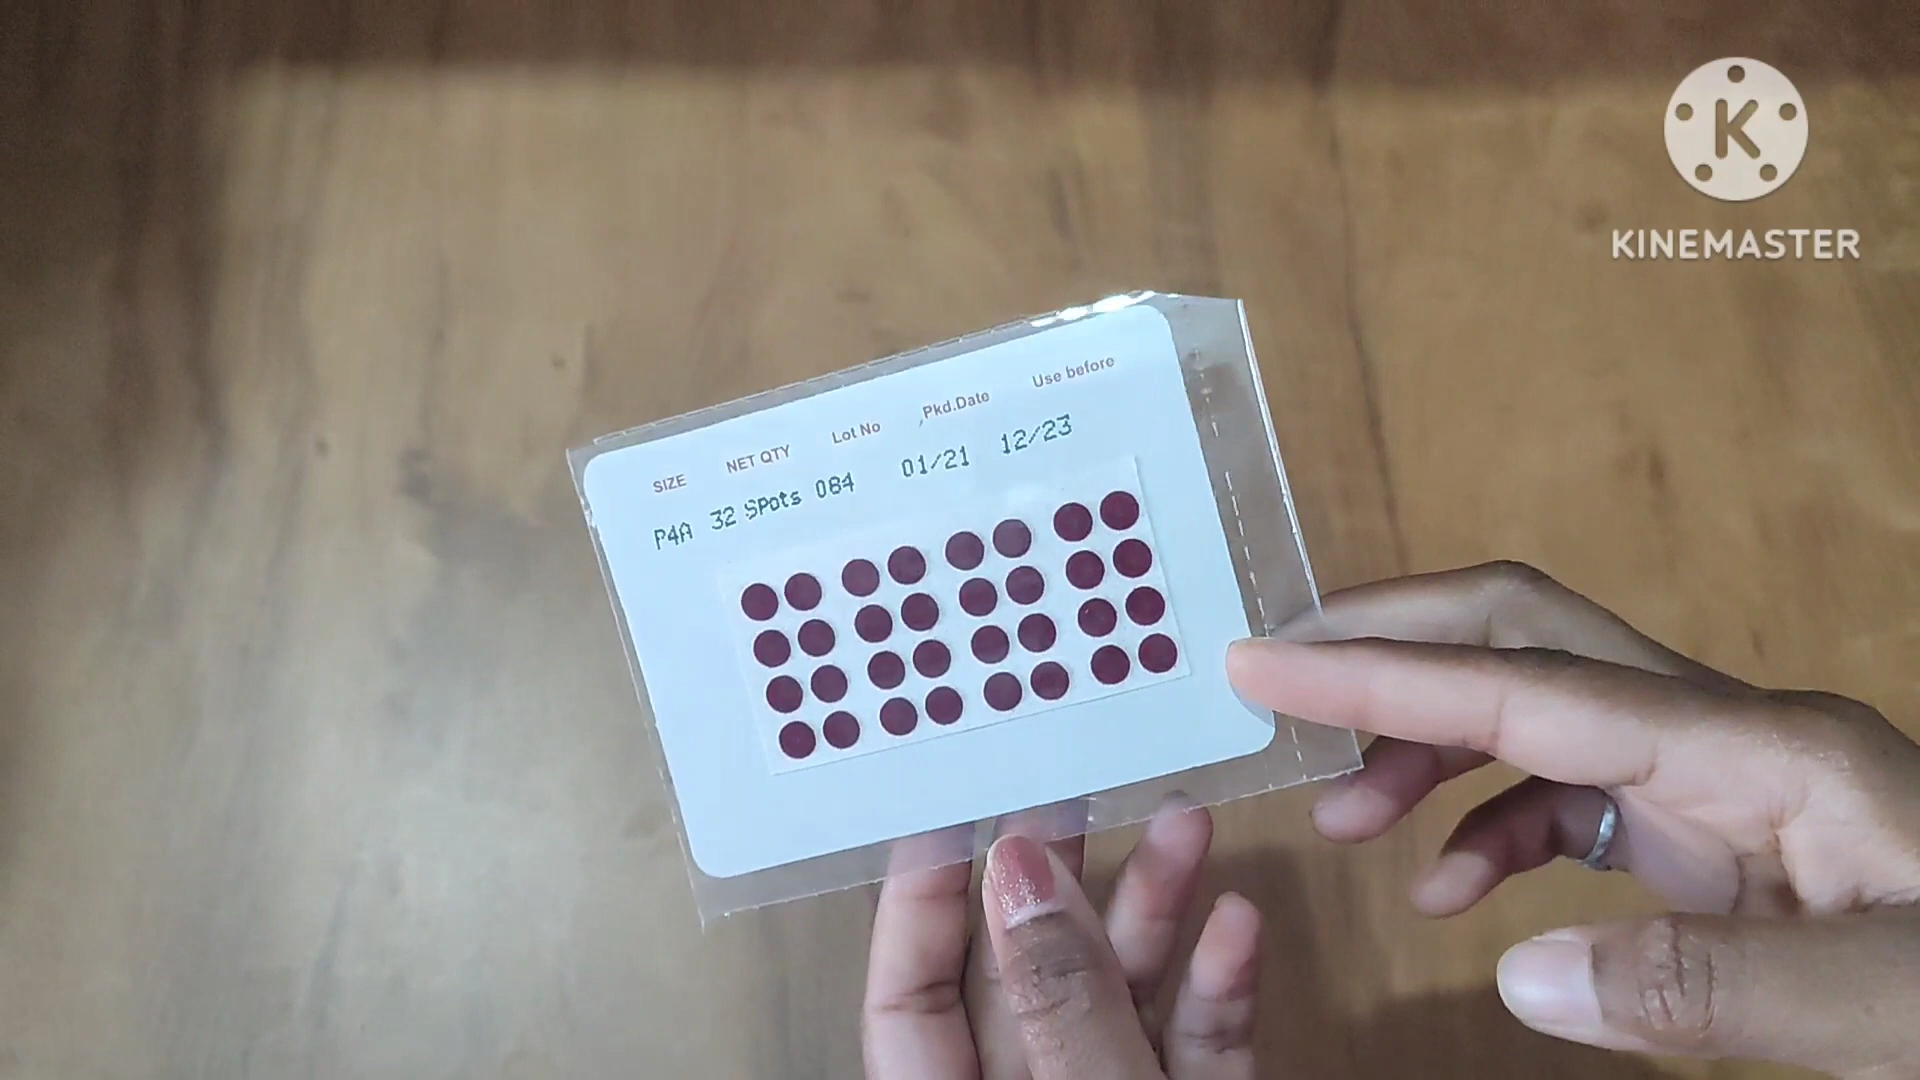 K
KINEMASTER
SIZE NET QTY Lot No Pkd.Date Use before
P4A 32 SPots 084 01/21 12/23